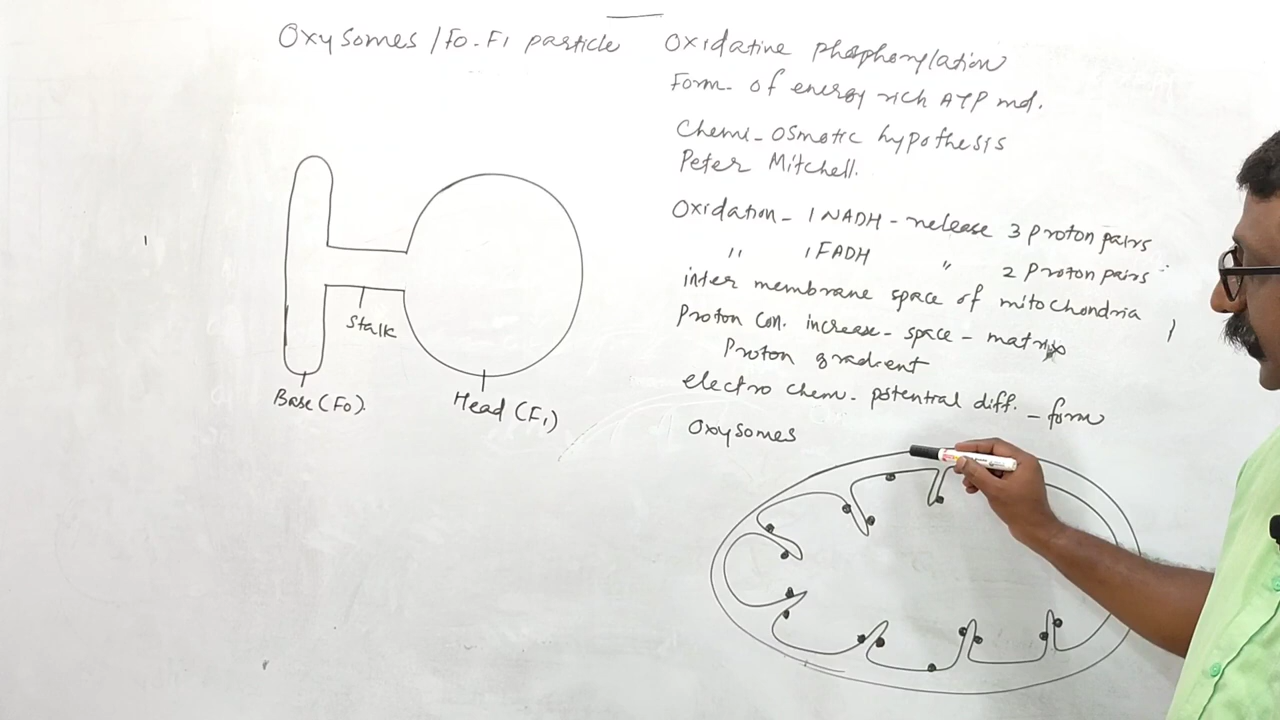 Oxysomes / Fo-F1 particle
Stalk
Base (Fo).
Head (F1)
Oxidative phosphorylation
Form- of energy rich ATP mol.
Chemi-osmotic hypothesis
Peter Mitchell.
Oxidation - 1 NADH - release 3 proton pairs
" 1 FADH " 2 proton pairs
inter membrane space of mitochondria
Proton con. increase - space - matrix
Proton gradient
electro chem. potential diff. - form
Oxysomes